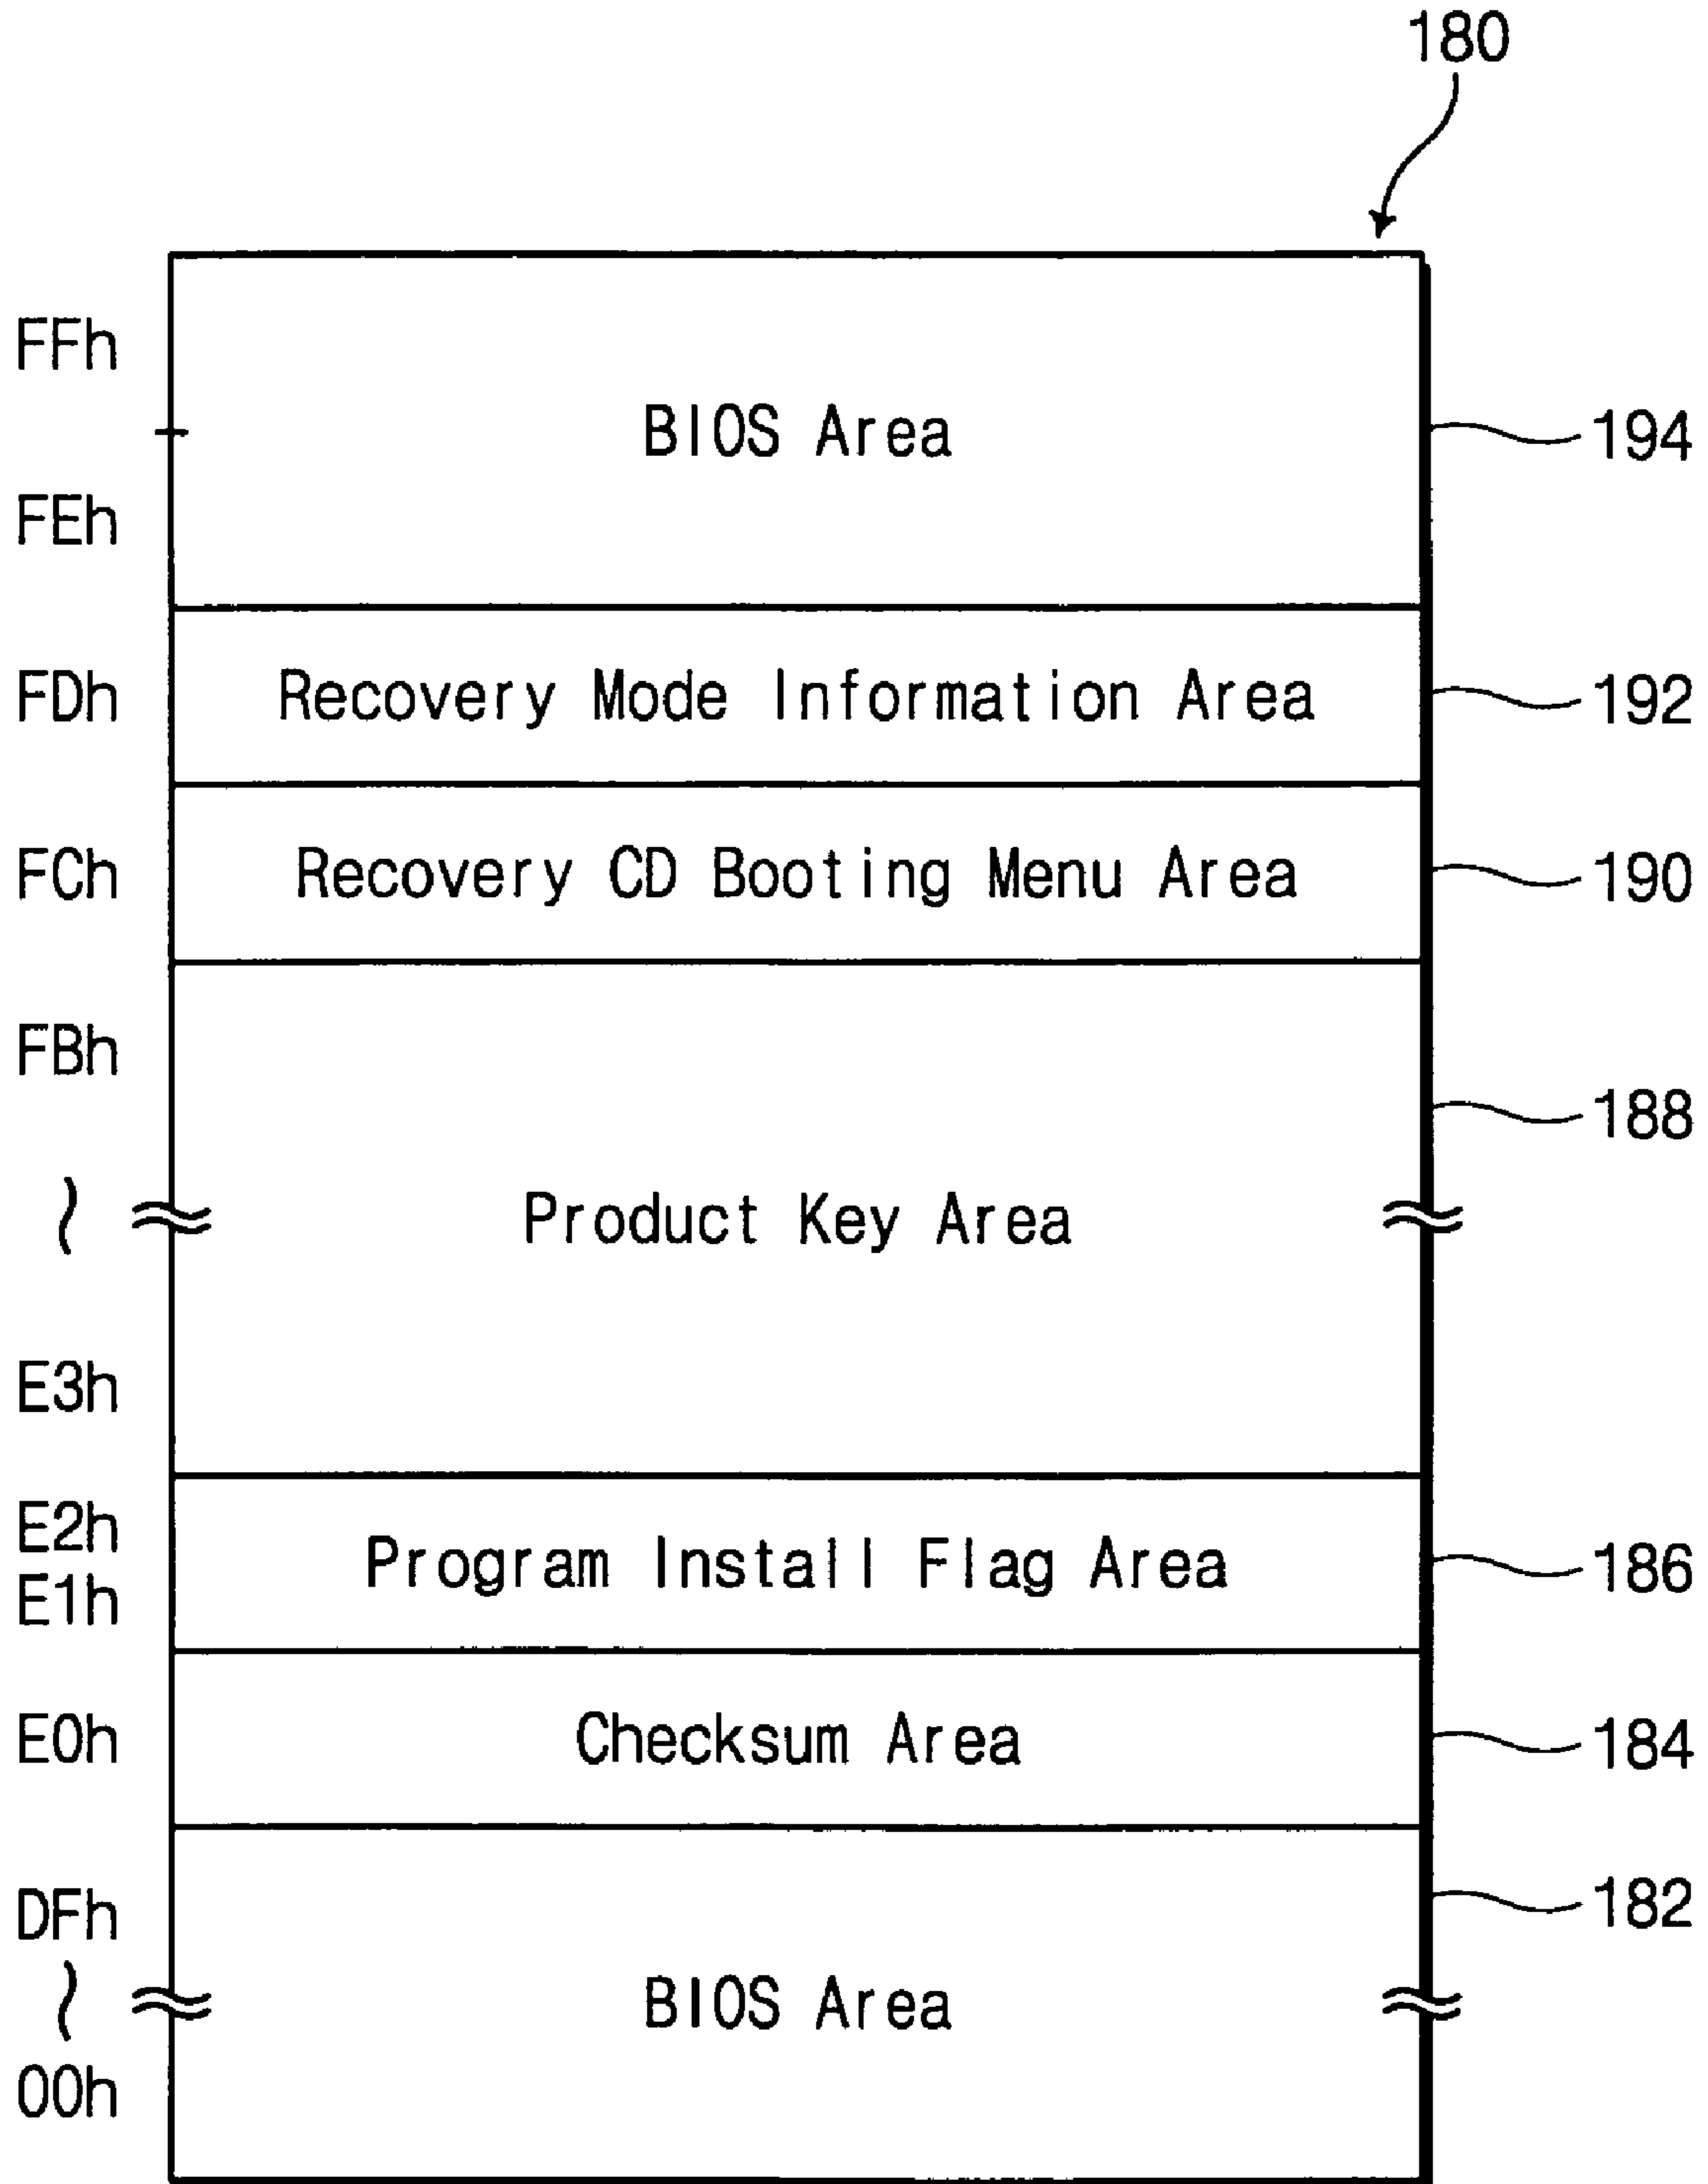 180
FFh
BIOS Area
194
FEh
FDh
Recovery Mode Information Area
192
FCh
Recovery CD Booting Menu Area
190
FBh
188
~
Product Key Area
E3h
E2h
Program Install Flag Area
186
E1h
E0h
Checksum Area
184
DFh
182
~
BIOS Area
00h